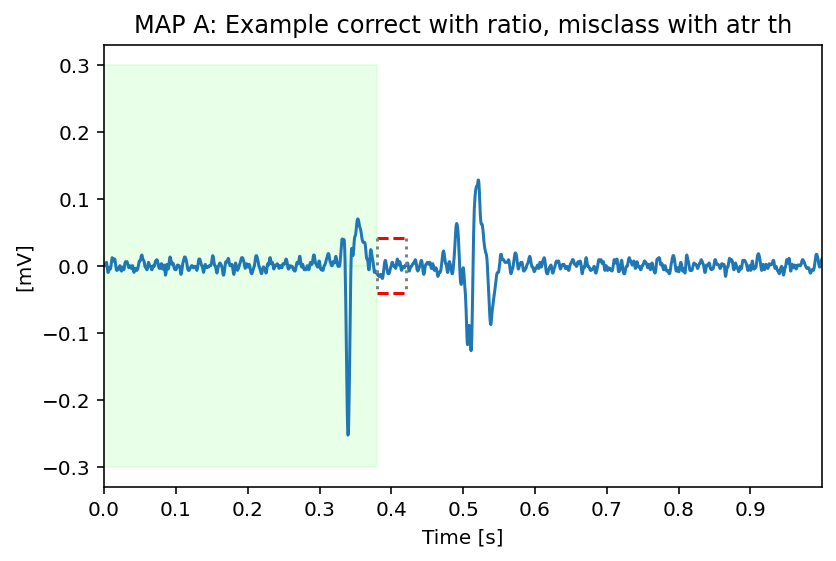 MAP A: Example correct with ratio, misclass with atr th
[mV]
0.3
0.2
0.1
0.0
−0.1
−0.2
−0.3
0.0 0.1 0.2 0.3 0.4 0.5 0.6 0.7 0.8 0.9
Time [s]